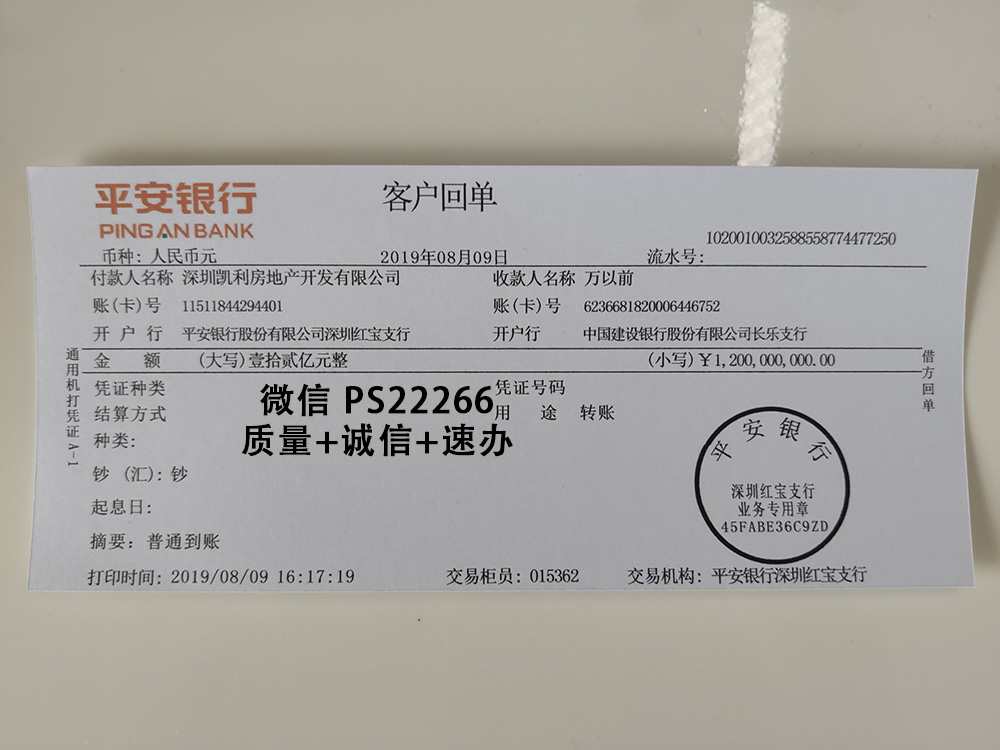 平安银行 客户回单
PING AN BANK
1020010032588558774477250
币种：人民币元 2019年08月09日 流水号：
付款人名称 深圳凯利房地产开发有限公司 收款人名称 万以前
账(卡)号 11511844294401 账(卡)号 6236681820006446752
开 户 行 平安银行股份有限公司深圳红宝支行 开户行 中国建设银行股份有限公司长乐支行
金 额 (大写)壹拾贰亿元整 (小写)￥1,200,000,000.00
凭证种类 凭证号码
微信 PS22266
结算方式 用 途 转账
质量+诚信+速办
种类：
钞（汇）：钞
起息日：
摘要：普通到账
打印时间：2019/08/09 16:17:19 交易柜员：015362 交易机构：平安银行深圳红宝支行
通用机打凭证A-1
借方回单
平安银行
深圳红宝支行
业务专用章
45FABE36C9ZD